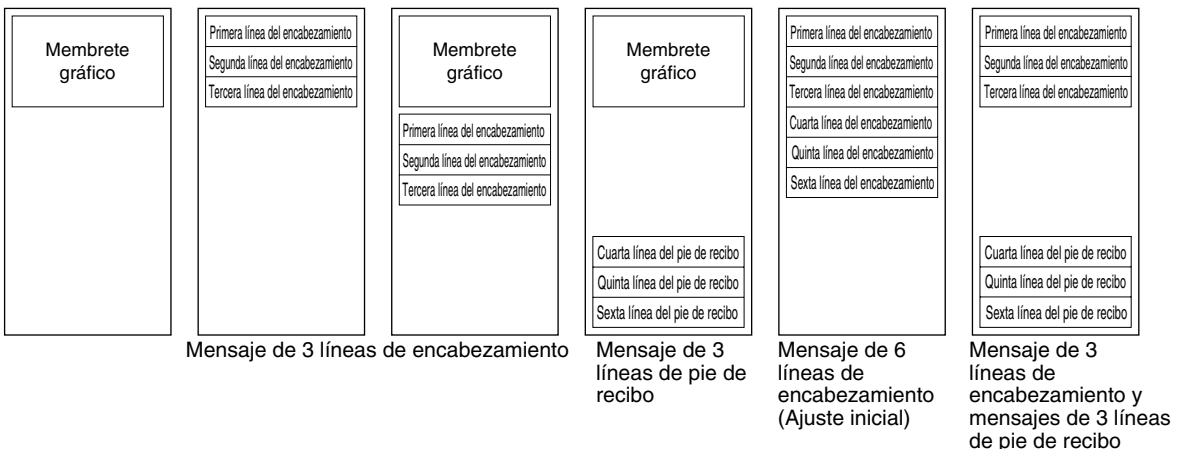 Membrete
gráfico
Primera línea del encabezamiento
Segunda línea del encabezamiento
Tercera línea del encabezamiento
Membrete
gráfico
Primera línea del encabezamiento
Segunda línea del encabezamiento
Tercera línea del encabezamiento
Mensaje de 3 líneas de encabezamiento
Membrete
gráfico
Cuarta línea del pie de recibo
Quinta línea del pie de recibo
Sexta línea del pie de recibo
Mensaje de 3
líneas de pie de
recibo
Primera línea del encabezamiento
Segunda línea del encabezamiento
Tercera línea del encabezamiento
Cuarta línea del encabezamiento
Quinta línea del encabezamiento
Sexta línea del encabezamiento
Mensaje de 6
líneas de
encabezamiento
(Ajuste inicial)
Primera línea del encabezamiento
Segunda línea del encabezamiento
Tercera línea del encabezamiento
Cuarta línea del pie de recibo
Quinta línea del pie de recibo
Sexta línea del pie de recibo
Mensaje de 3
líneas de
encabezamiento y
mensajes de 3 líneas
de pie de recibo